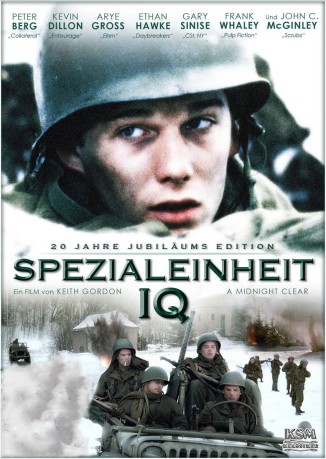 PETER BERG „Collateral“
KEVIN DILLON „Entourage“
ARYE GROSS „Ellen“
ETHAN HAWKE „Daybreakers“
GARY SINISE „CSI: NY“
FRANK WHALEY „Pulp Fiction“
und JOHN C. McGINLEY „Scrubs“
20 JAHRE JUBILÄUMS EDITION
SPEZIALEINHEIT
IQ
Ein Film von KEITH GORDON
A MIDNIGHT CLEAR
KSM